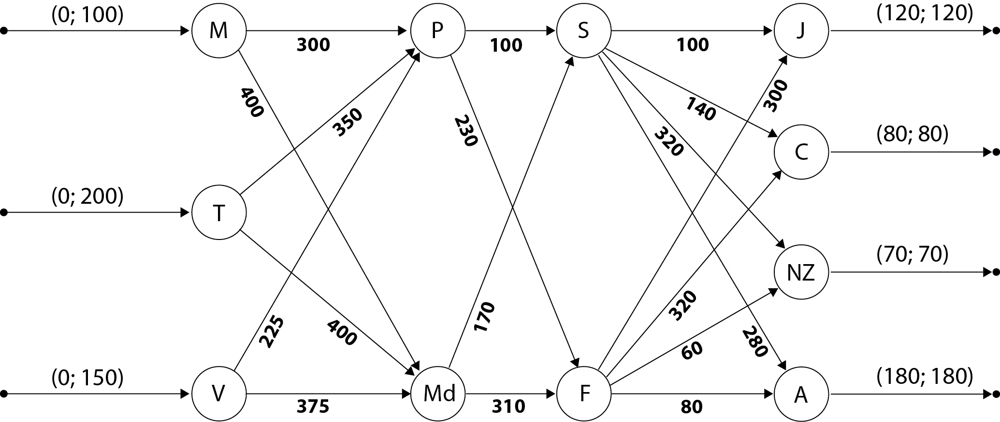 (0; 100)
M
300
P
100
S
100
J
(120; 120)
400
350
230
140
320
300
C
(80; 80)
(0; 200)
T
NZ
(70; 70)
225
400
170
320
60
280
(0; 150)
V
375
Md
310
F
80
A
(180; 180)